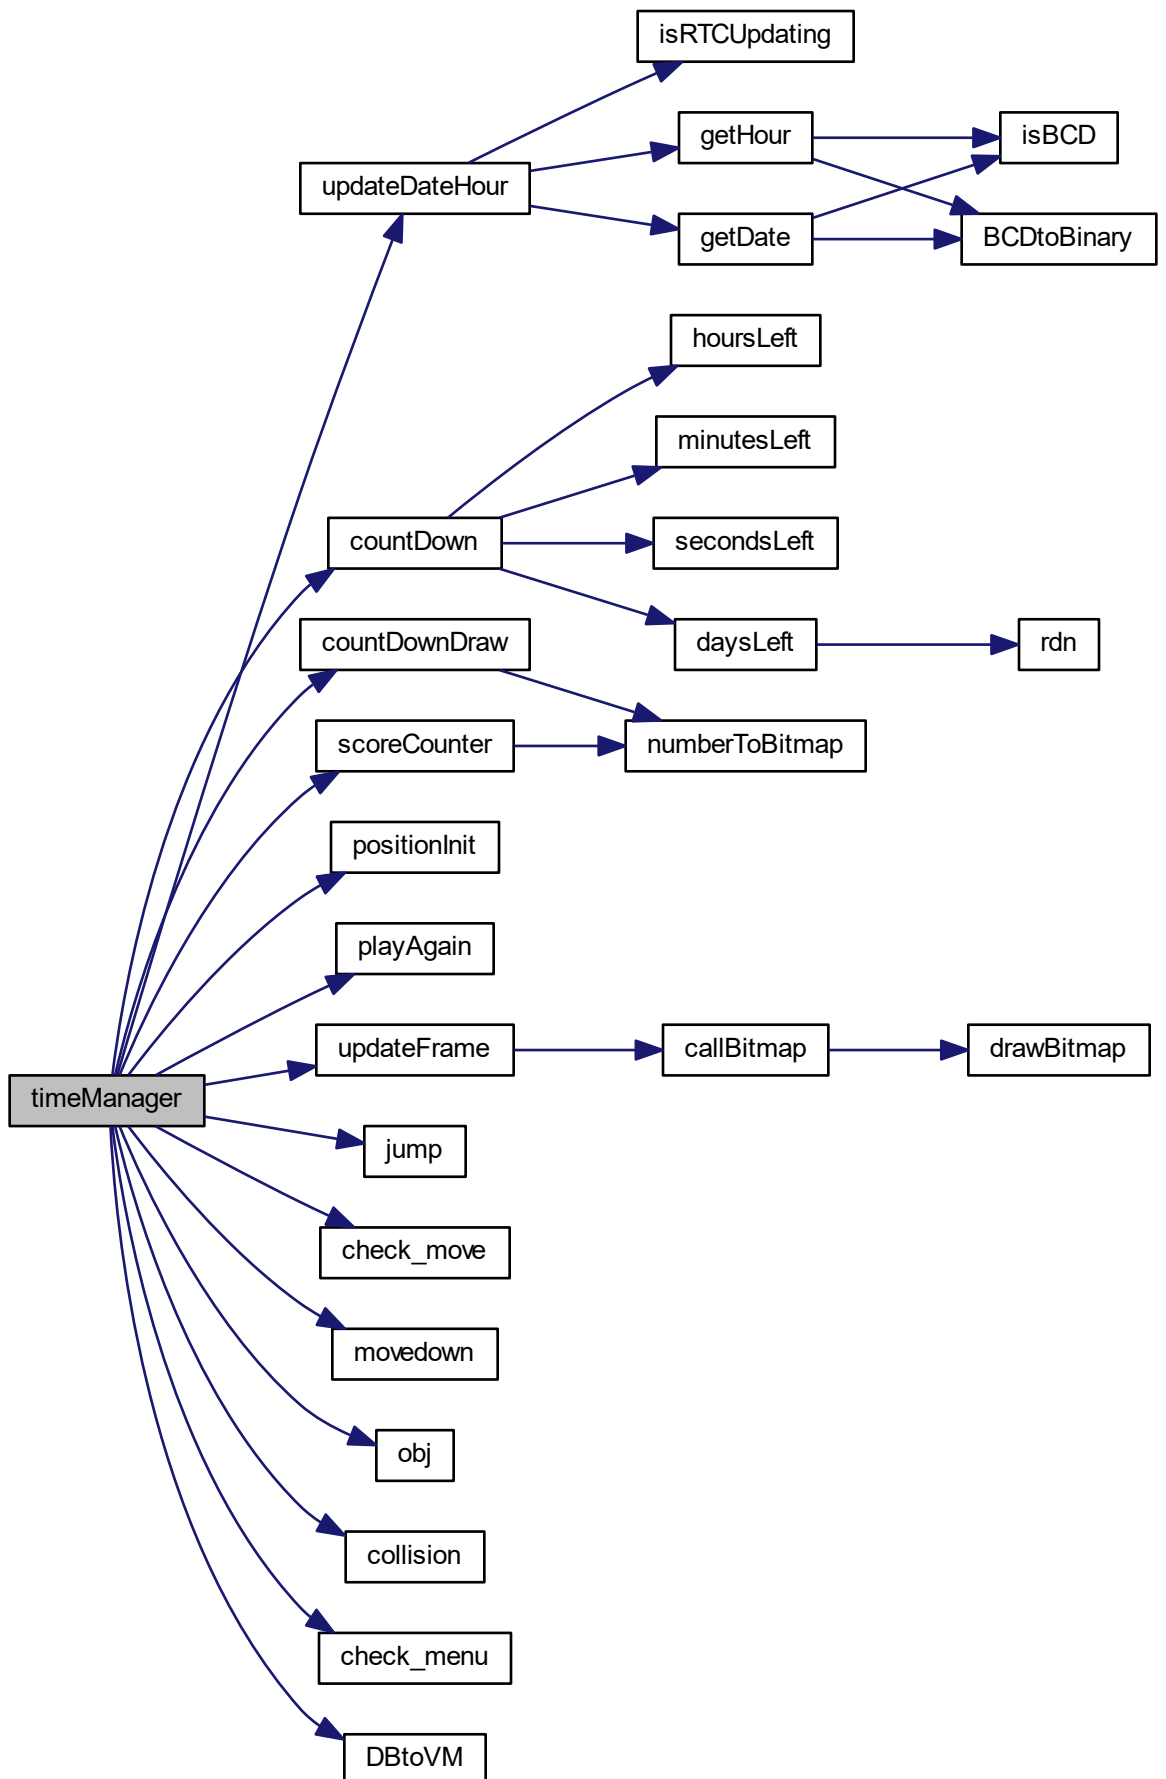 isRTCUpdating
getHour
isBCD
updateDateHour
getDate
BCDtoBinary
hoursLeft
minutesLeft
countDown
secondsLeft
countDownDraw
daysLeft
rdn
scoreCounter
numberToBitmap
positionInit
playAgain
updateFrame
callBitmap
drawBitmap
timeManager
jump
check_move
movedown
obj
collision
check_menu
DBtoVM